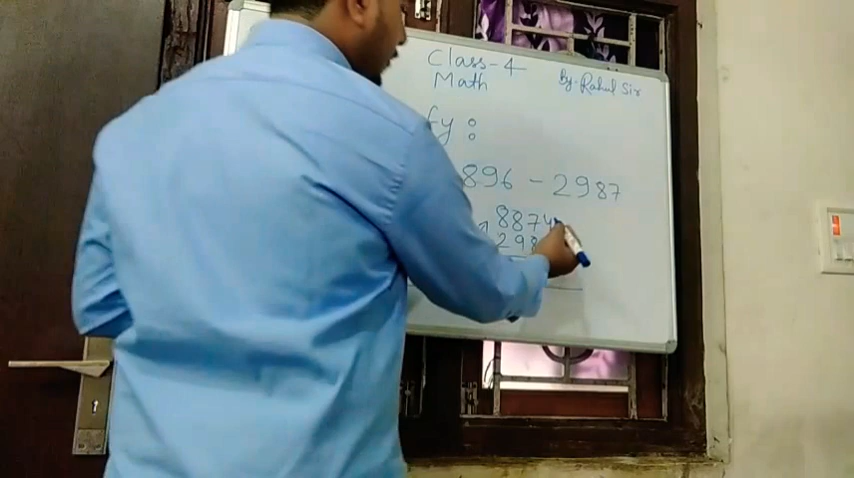 Class-4
Math
By-Rahul Sir
fy :
896 - 2987
8874
298